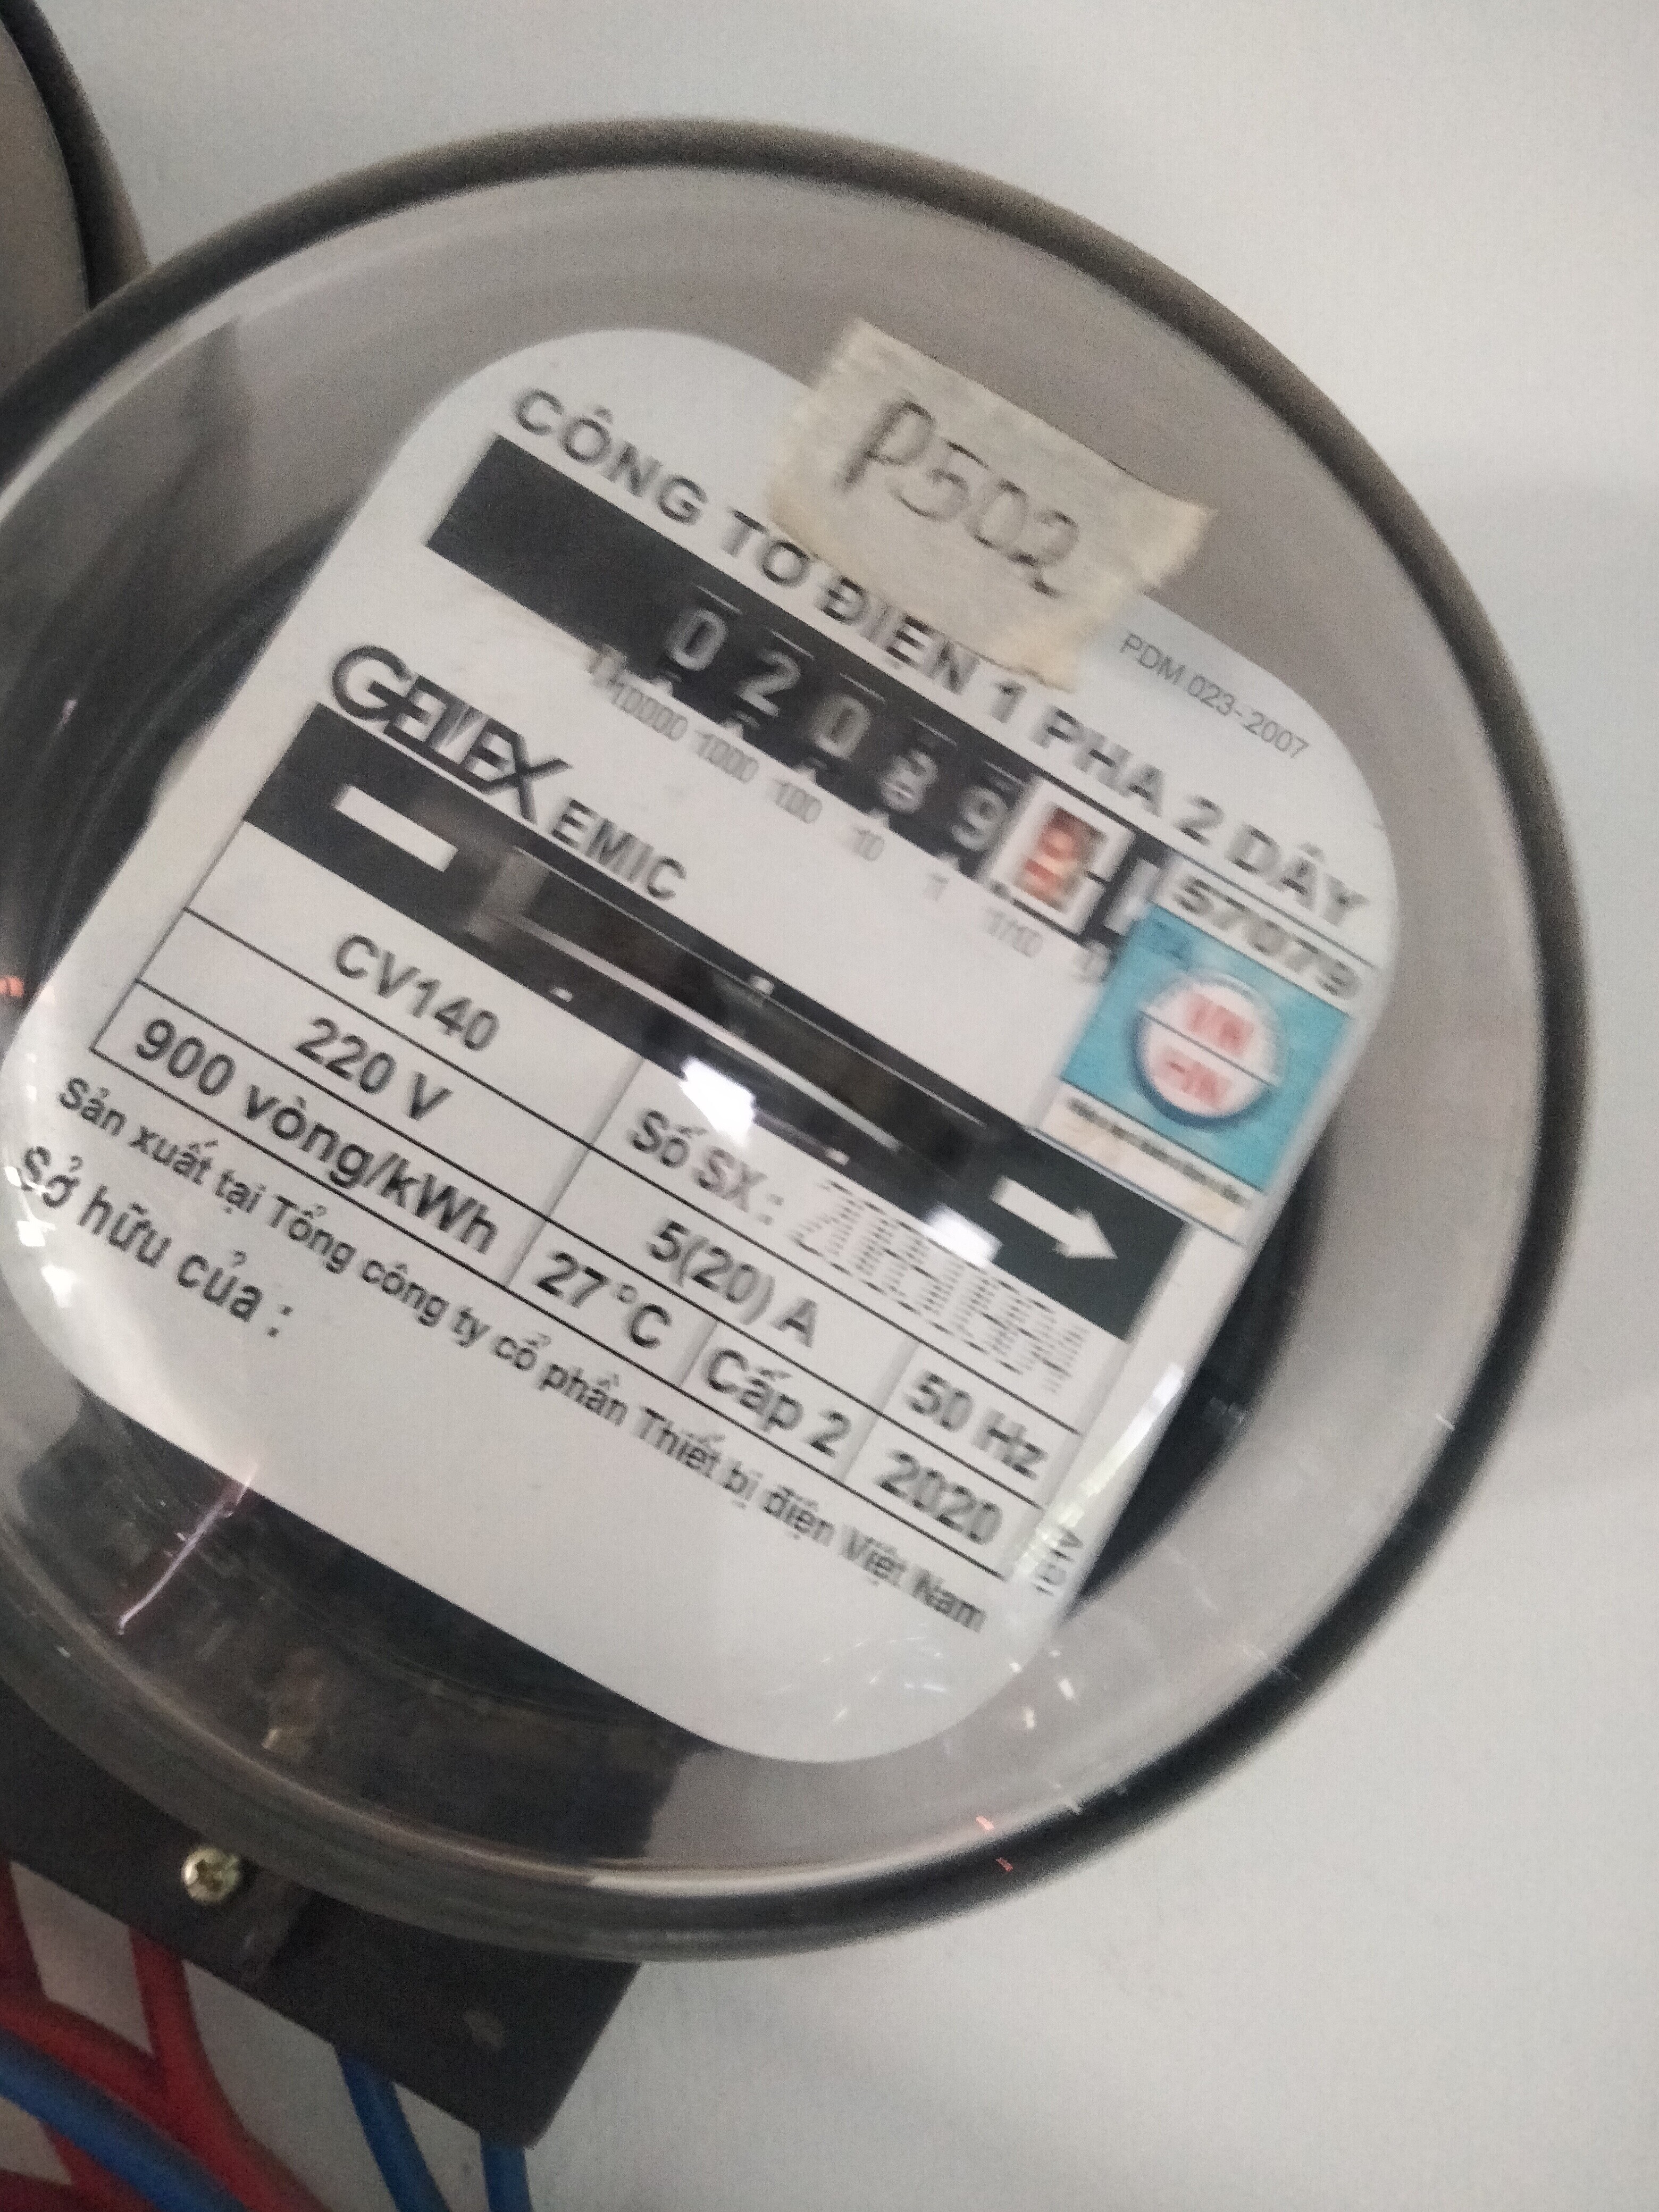 P502
PDM 023-2007
CÔNG TƠ ĐIỆN 1 PHA 2 DÂY
0 2 0 8 9
10000 1000 100 10 1 1/10
57079
GELEX EMIC
CV140
Số SX:
220 V
5(20) A
50 Hz
900 vòng/kWh
27°C
Cấp 2
2020
Sản xuất tại Tổng công ty cổ phần Thiết bị điện Việt Nam
Sở hữu của :